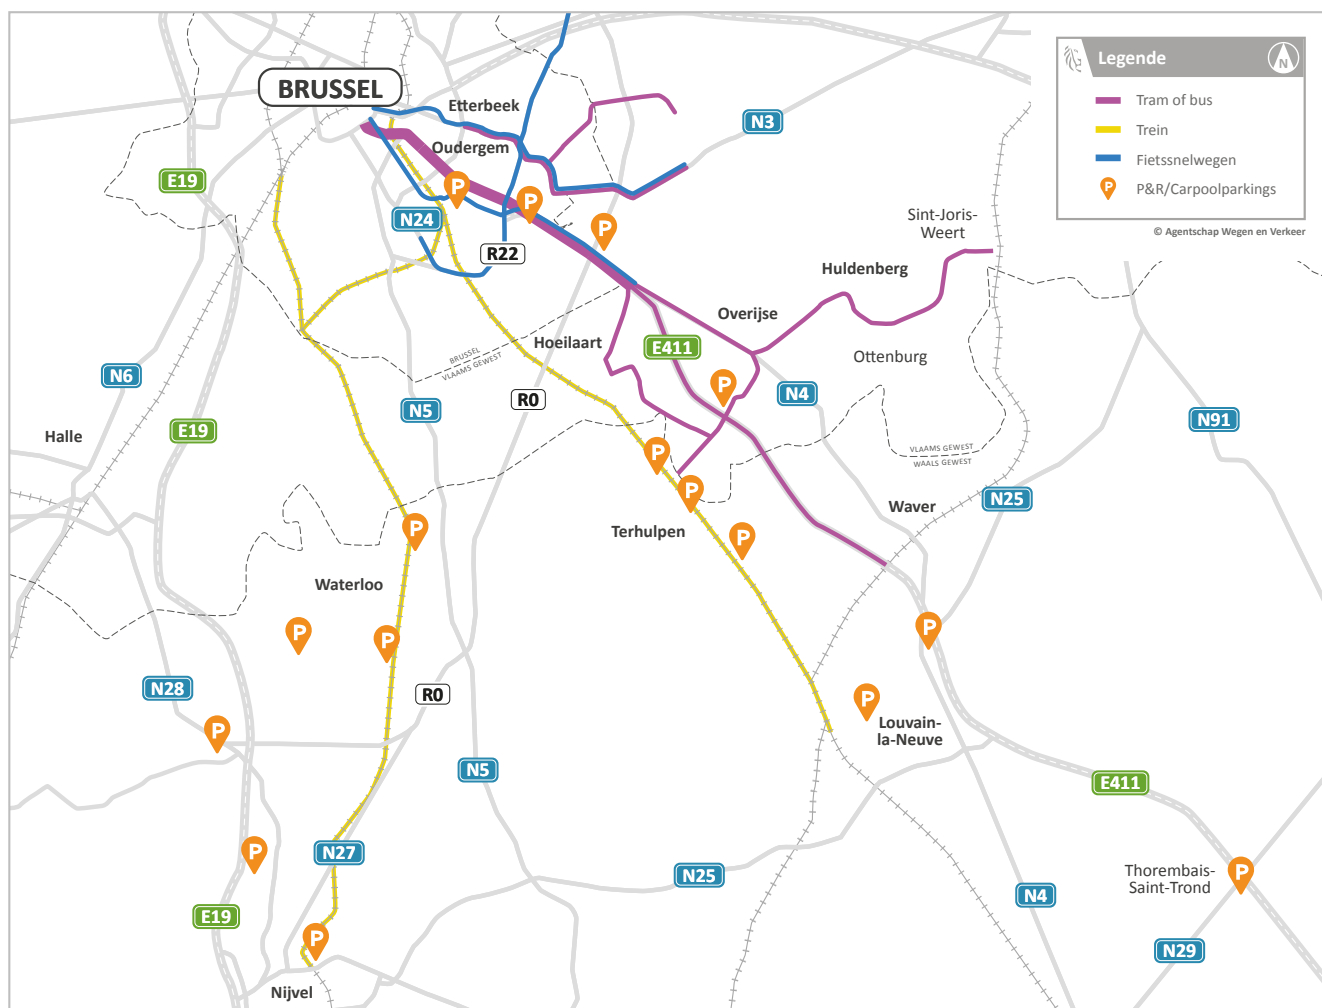 BRUSSEL
Etterbeek
Oudergem
E19
N24
R22
N3
Legende
N
Tram of bus
Trein
Fietssnelwegen
P
P&R/Carpoolparkings
© Agentschap Wegen en Verkeer
P
P
P
Sint-Joris-
Weert
Huldenberg
Overijse
Hoeilaart
E411
Ottenburg
BRUSSEL
VLAAMS GEWEST
N6
N5
R0
P
N4
N91
Halle
E19
P
VLAAMS GEWEST
WAALS GEWEST
P
N25
Waver
Terhulpen
P
P
Waterloo
P
P
P
N28
R0
P
Louvain-
la-Neuve
P
N5
E411
N27
P
N25
Thorembais-
Saint-Trond
P
N4
E19
P
N29
Nijvel